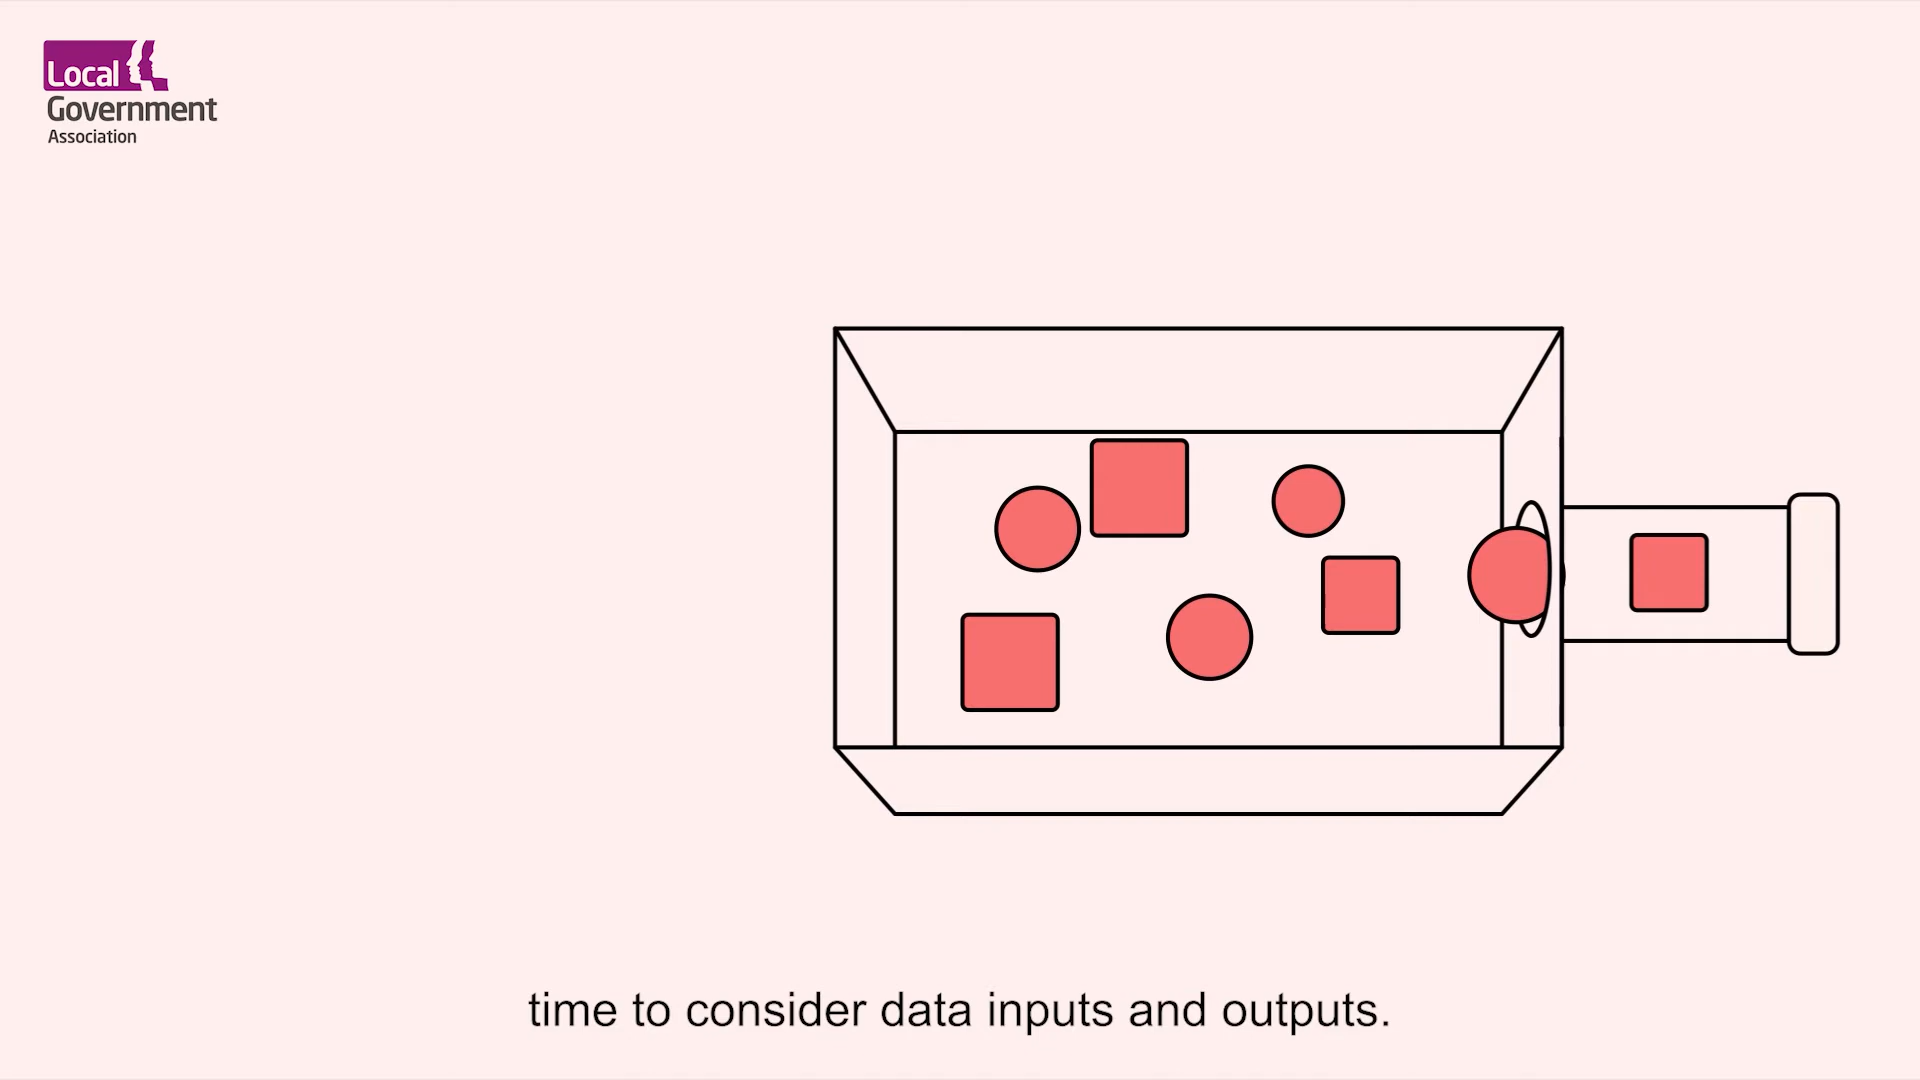 Local
Government
Association
time to consider data inputs and outputs.